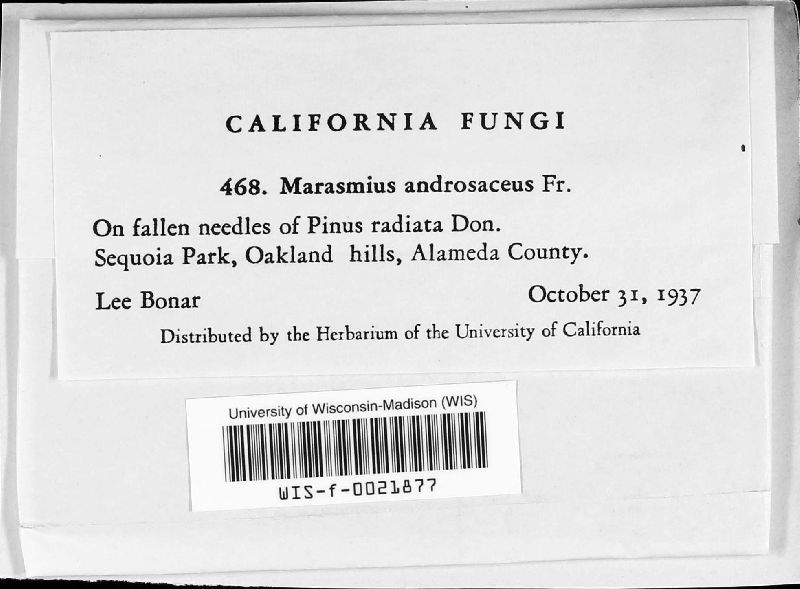 CALIFORNIA FUNGI
468. Marasmius androsaceus Fr.
On fallen needles of Pinus radiata Don.
Sequoia Park, Oakland hills, Alameda County.
Lee Bonar October 31, 1937
Distributed by the Herbarium of the University of California
University of Wisconsin-Madison (WIS)
WIS-f-0021877